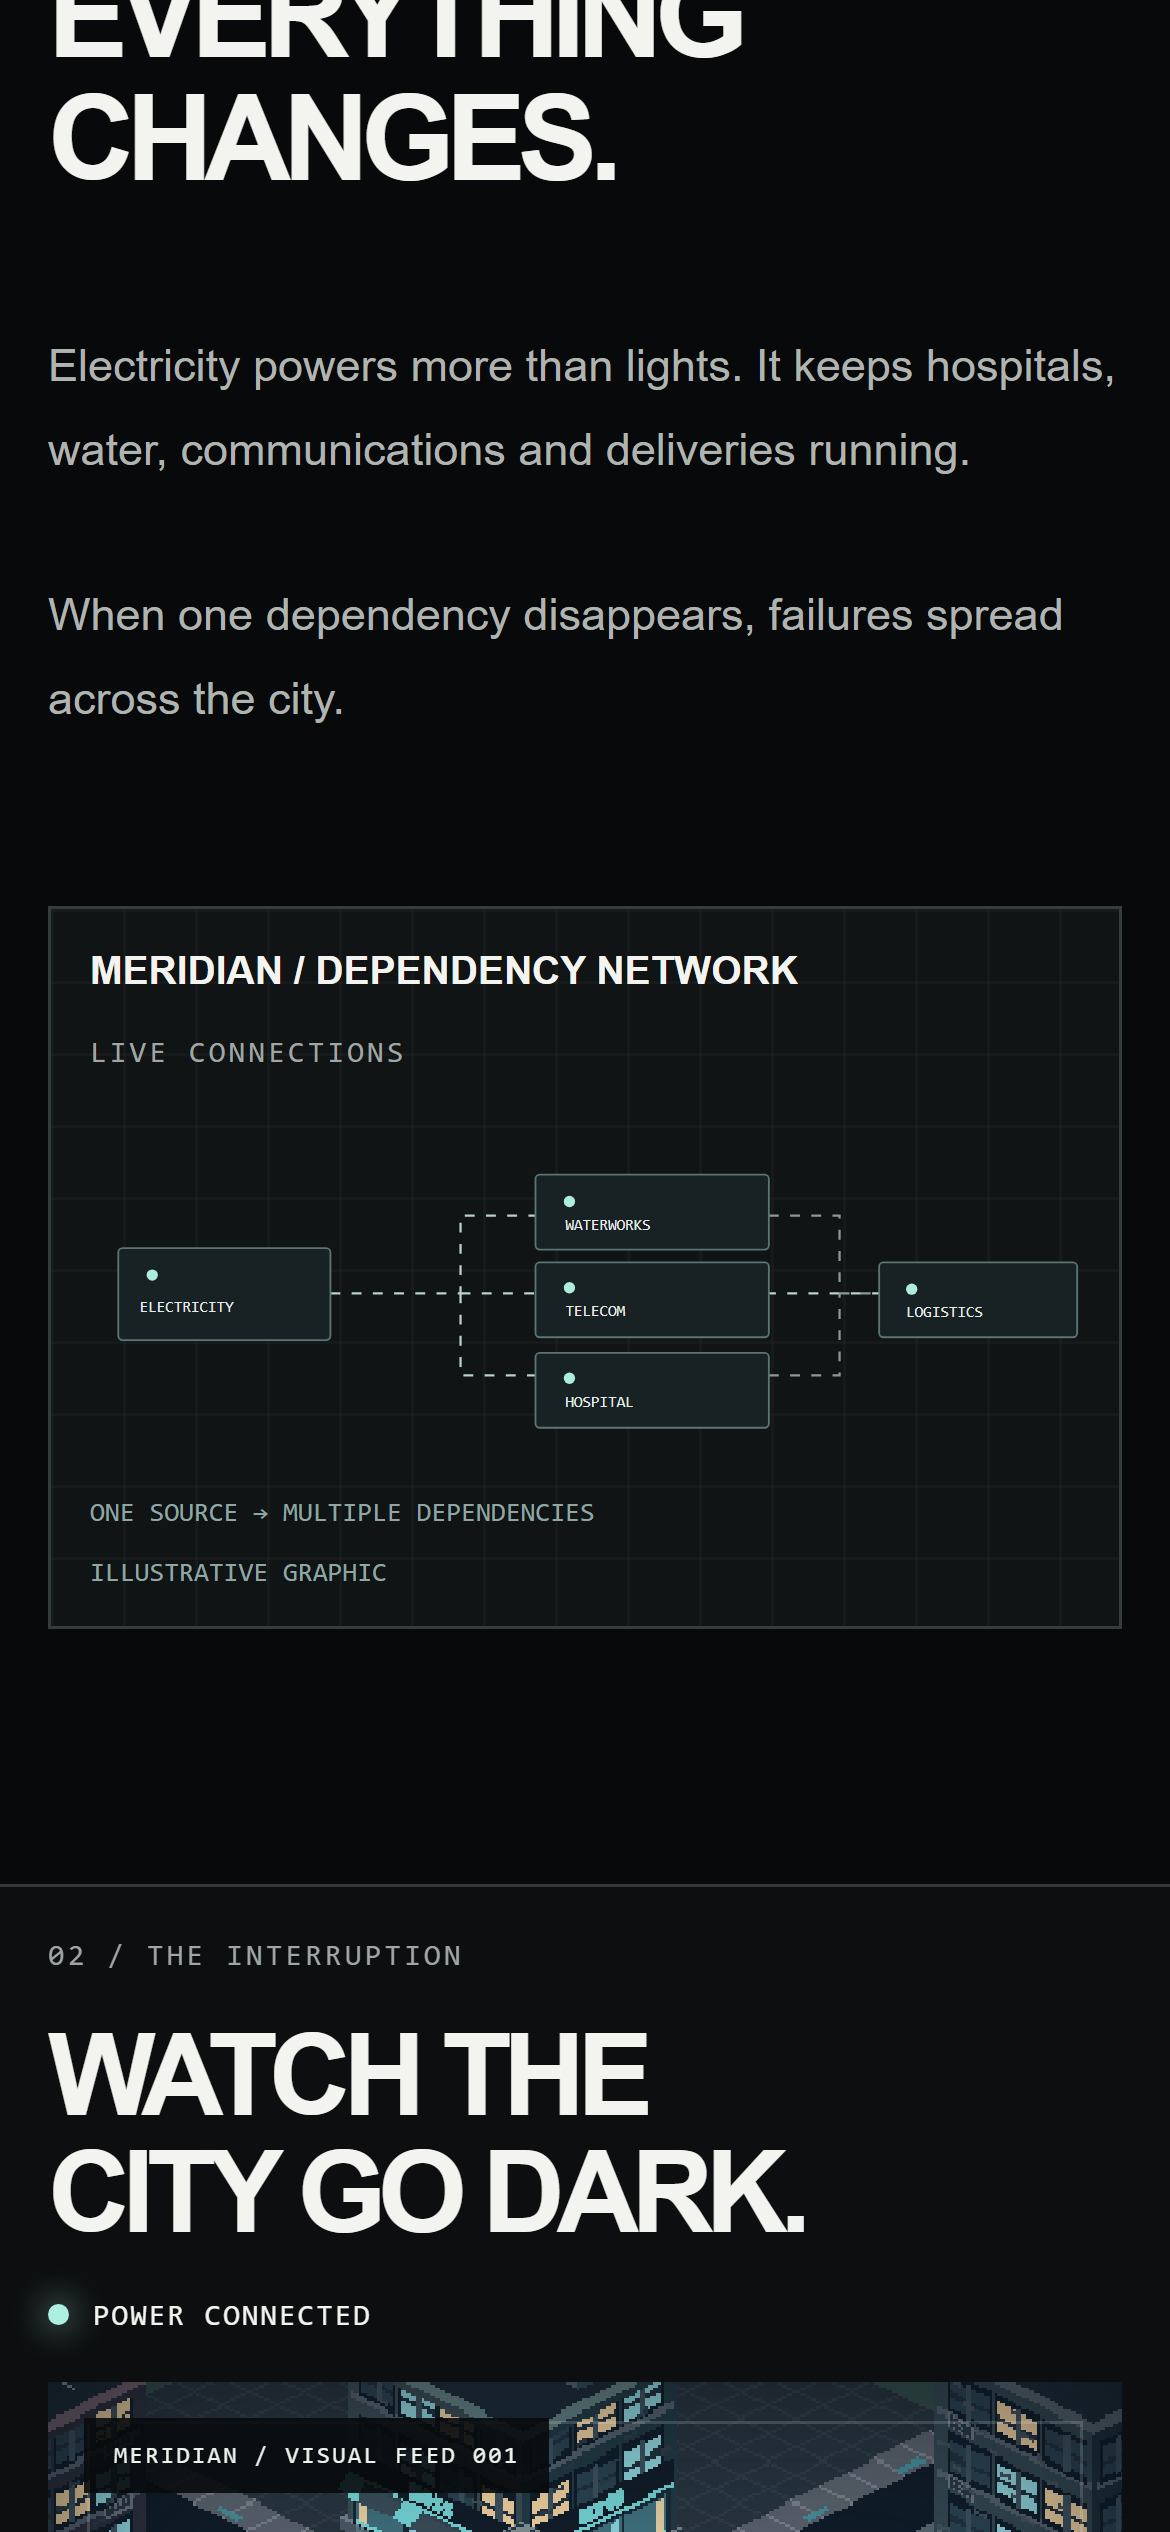 EVERYTHING
CHANGES.
Electricity powers more than lights. It keeps hospitals,
water, communications and deliveries running.
When one dependency disappears, failures spread
across the city.
MERIDIAN / DEPENDENCY NETWORK
LIVE CONNECTIONS
WATERWORKS
ELECTRICITY
TELECOM
LOGISTICS
HOSPITAL
ONE SOURCE → MULTIPLE DEPENDENCIES
ILLUSTRATIVE GRAPHIC
02 / THE INTERRUPTION
WATCH THE
CITY GO DARK.
POWER CONNECTED
MERIDIAN / VISUAL FEED 001